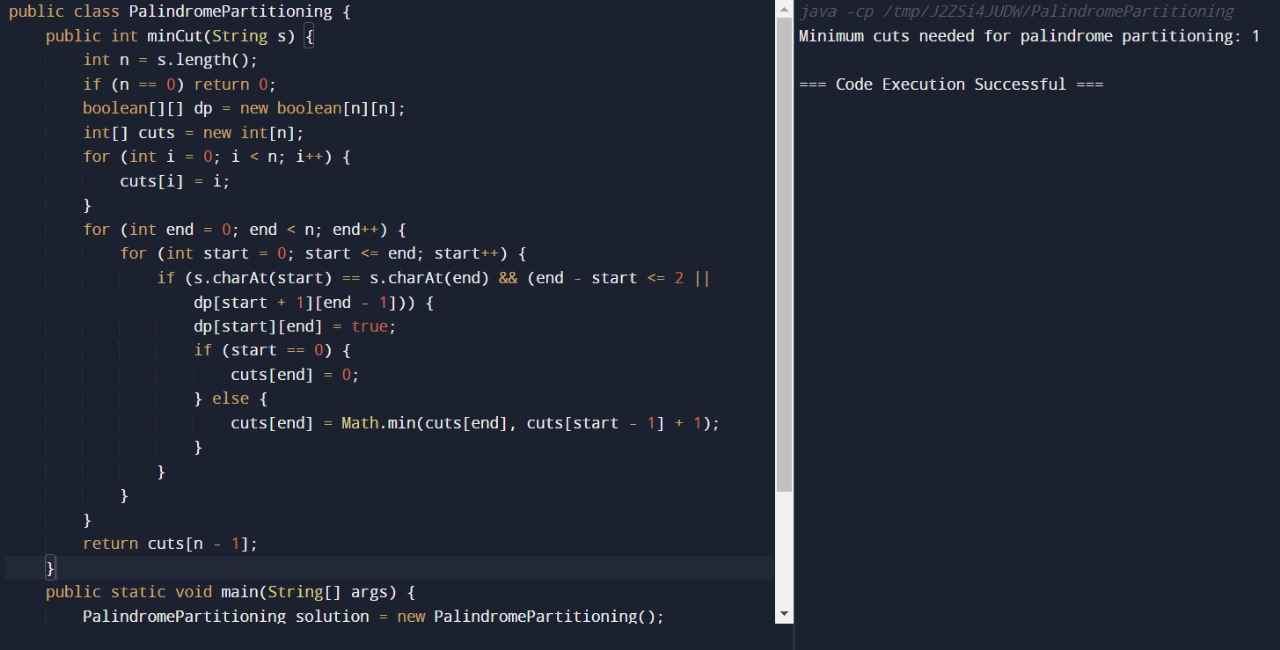 public class PalindromePartitioning {
    public int minCut(String s) {
        int n = s.length();
        if (n == 0) return 0;
        boolean[][] dp = new boolean[n][n];
        int[] cuts = new int[n];
        for (int i = 0; i < n; i++) {
            cuts[i] = i;
        }
        for (int end = 0; end < n; end++) {
            for (int start = 0; start <= end; start++) {
                if (s.charAt(start) == s.charAt(end) && (end - start <= 2 ||
                    dp[start + 1][end - 1])) {
                    dp[start][end] = true;
                    if (start == 0) {
                        cuts[end] = 0;
                    } else {
                        cuts[end] = Math.min(cuts[end], cuts[start - 1] + 1);
                    }
                }
            }
        }
        return cuts[n - 1];
    }
    public static void main(String[] args) {
        PalindromePartitioning solution = new PalindromePartitioning();
java -cp /tmp/J2ZSi4JUDW/PalindromePartitioning
Minimum cuts needed for palindrome partitioning: 1
=== Code Execution Successful ===